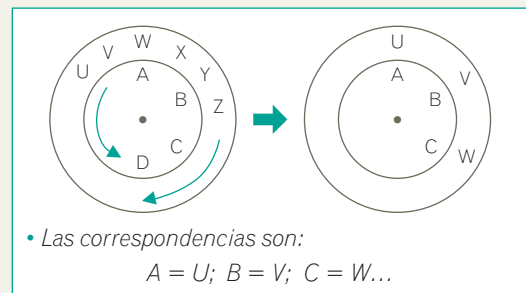 U V W X Y Z
A B C D
U V W
A B C
• Las correspondencias son:
A = U; B = V; C = W...